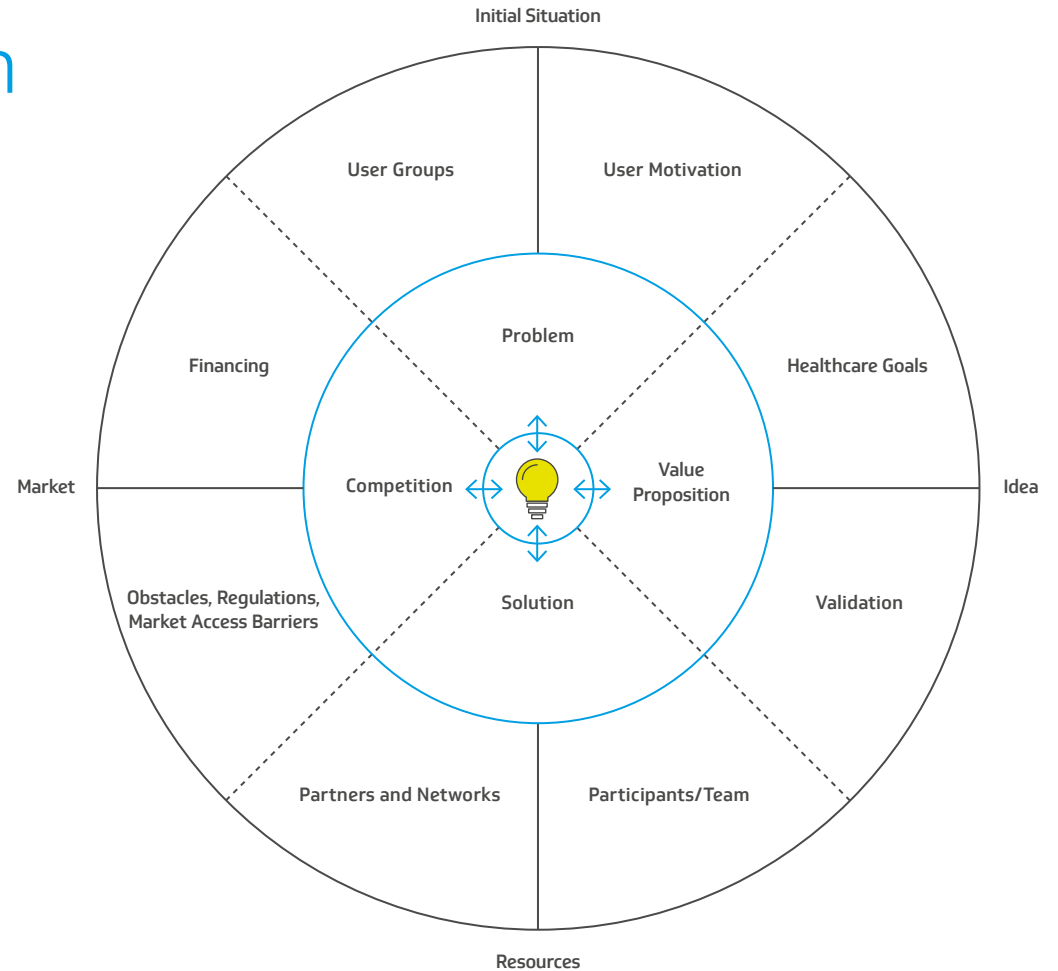 Initial Situation
n
User Groups
User Motivation
Problem
Financing
Healthcare Goals
Market
Competition
Value
Proposition
Idea
Obstacles, Regulations,
Market Access Barriers
Solution
Validation
Partners and Networks
Participants/Team
Resources